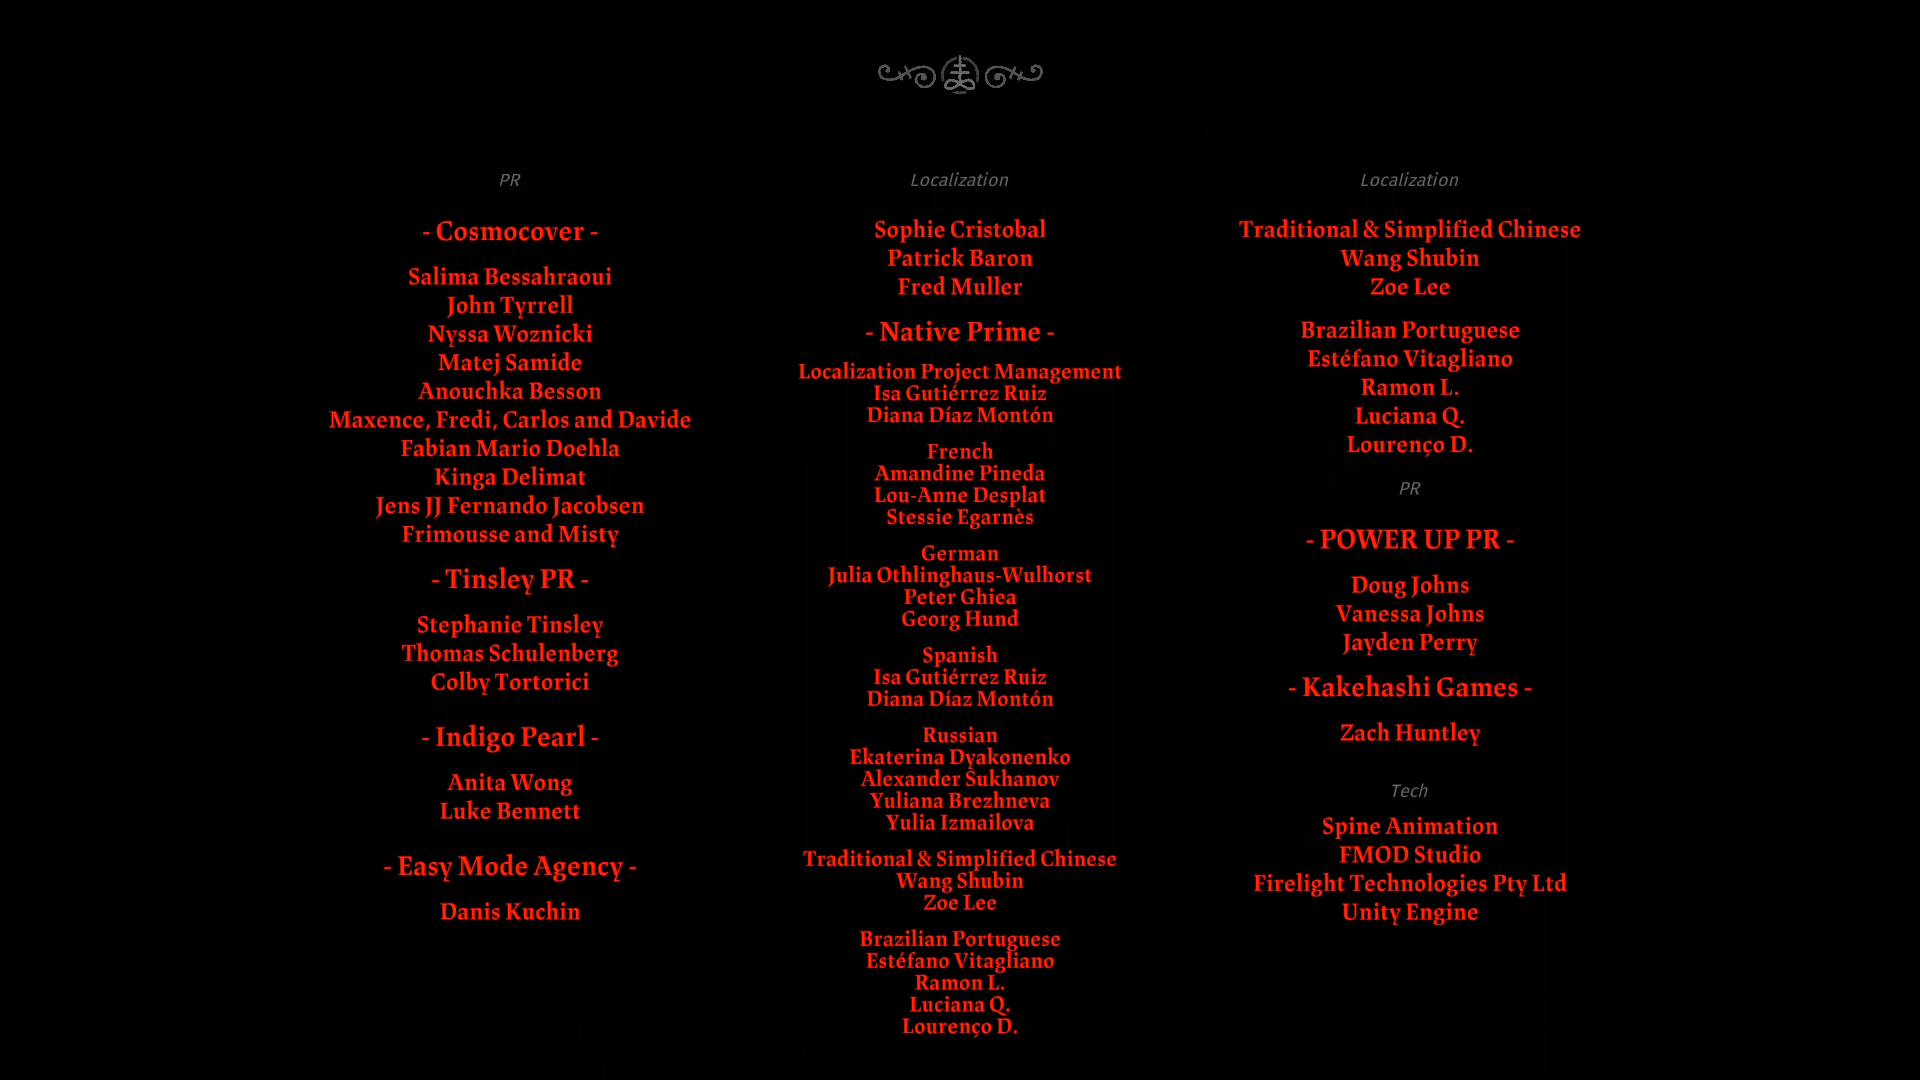 PR
- Cosmocover -
Salima Bessahraoui
John Tyrrell
Nyssa Woznicki
Matej Samide
Anouchka Besson
Maxence, Fredi, Carlos and Davide
Fabian Mario Doehla
Kinga Delimat
Jens JJ Fernando Jacobsen
Frimousse and Misty
- Tinsley PR -
Stephanie Tinsley
Thomas Schulenberg
Colby Tortorici
- Indigo Pearl -
Anita Wong
Luke Bennett
- Easy Mode Agency -
Danis Kuchin
Localization
Sophie Cristobal
Patrick Baron
Fred Muller
- Native Prime -
Localization Project Management
Isa Gutiérrez Ruiz
Diana Díaz Montón
French
Amandine Pineda
Lou-Anne Desplat
Stessie Egarnès
German
Julia Othlinghaus-Wulhorst
Peter Ghiea
Georg Hund
Spanish
Isa Gutiérrez Ruiz
Diana Díaz Montón
Russian
Ekaterina Dyakonenko
Alexander Sukhanov
Yuliana Brezhneva
Yulia Izmailova
Traditional & Simplified Chinese
Wang Shubin
Zoe Lee
Brazilian Portuguese
Estéfano Vitagliano
Ramon L.
Luciana Q.
Lourenço D.
Localization
Traditional & Simplified Chinese
Wang Shubin
Zoe Lee
Brazilian Portuguese
Estéfano Vitagliano
Ramon L.
Luciana Q.
Lourenço D.
PR
- POWER UP PR -
Doug Johns
Vanessa Johns
Jayden Perry
- Kakehashi Games -
Zach Huntley
Tech
Spine Animation
FMOD Studio
Firelight Technologies Pty Ltd
Unity Engine